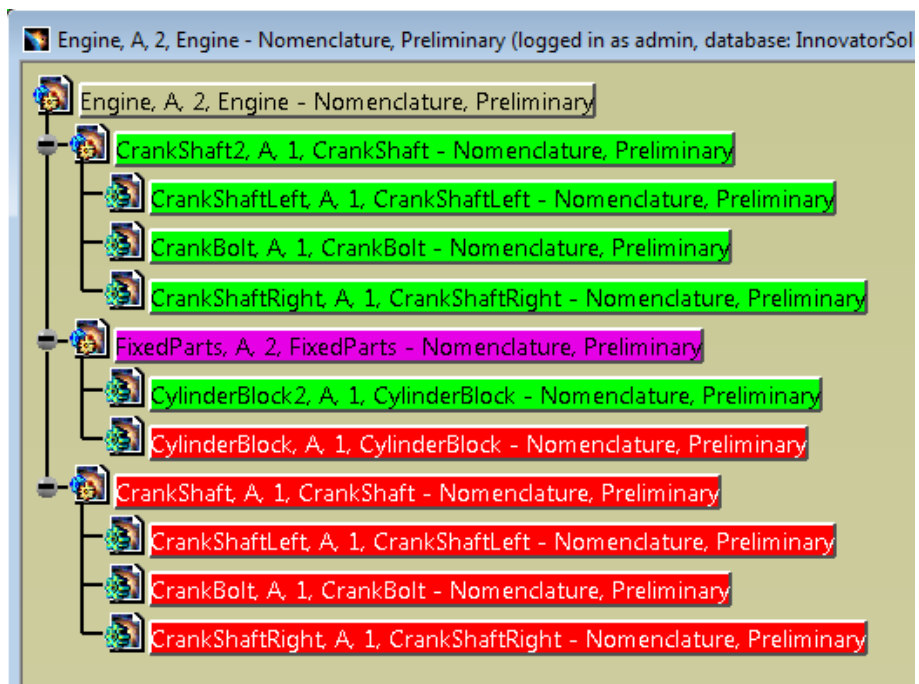 Engine, A, 2, Engine - Nomenclature, Preliminary (logged in as admin, database: InnovatorSol
Engine, A, 2, Engine - Nomenclature, Preliminary
CrankShaft2, A, 1, CrankShaft - Nomenclature, Preliminary
CrankShaftLeft, A, 1, CrankShaftLeft - Nomenclature, Preliminary
CrankBolt, A, 1, CrankBolt - Nomenclature, Preliminary
CrankShaftRight, A, 1, CrankShaftRight - Nomenclature, Preliminary
FixedParts, A, 2, FixedParts - Nomenclature, Preliminary
CylinderBlock2, A, 1, CylinderBlock - Nomenclature, Preliminary
CylinderBlock, A, 1, CylinderBlock - Nomenclature, Preliminary
CrankShaft, A, 1, CrankShaft - Nomenclature, Preliminary
CrankShaftLeft, A, 1, CrankShaftLeft - Nomenclature, Preliminary
CrankBolt, A, 1, CrankBolt - Nomenclature, Preliminary
CrankShaftRight, A, 1, CrankShaftRight - Nomenclature, Preliminary